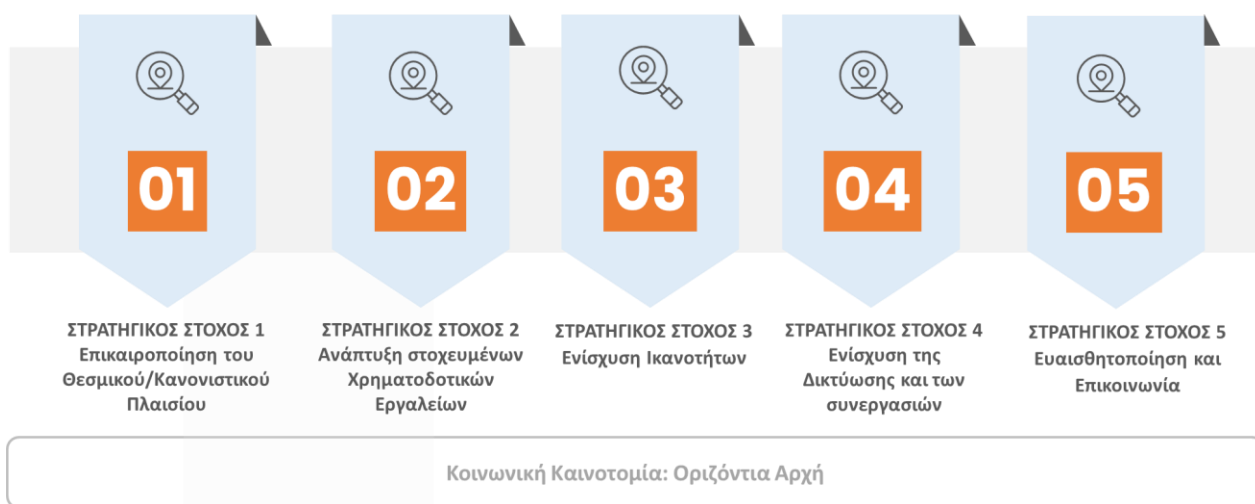 01
02
03
04
05
ΣΤΡΑΤΗΓΙΚΟΣ ΣΤΟΧΟΣ 1
Επικαιροποίηση του
Θεσμικού/Κανονιστικού
Πλαισίου
ΣΤΡΑΤΗΓΙΚΟΣ ΣΤΟΧΟΣ 2
Ανάπτυξη στοχευμένων
Χρηματοδοτικών
Εργαλείων
ΣΤΡΑΤΗΓΙΚΟΣ ΣΤΟΧΟΣ 3
Ενίσχυση Ικανοτήτων
ΣΤΡΑΤΗΓΙΚΟΣ ΣΤΟΧΟΣ 4
Ενίσχυση της
Δικτύωσης και των
συνεργασιών
ΣΤΡΑΤΗΓΙΚΟΣ ΣΤΟΧΟΣ 5
Ευαισθητοποίηση και
Επικοινωνία
Κοινωνική Καινοτομία: Οριζόντια Αρχή